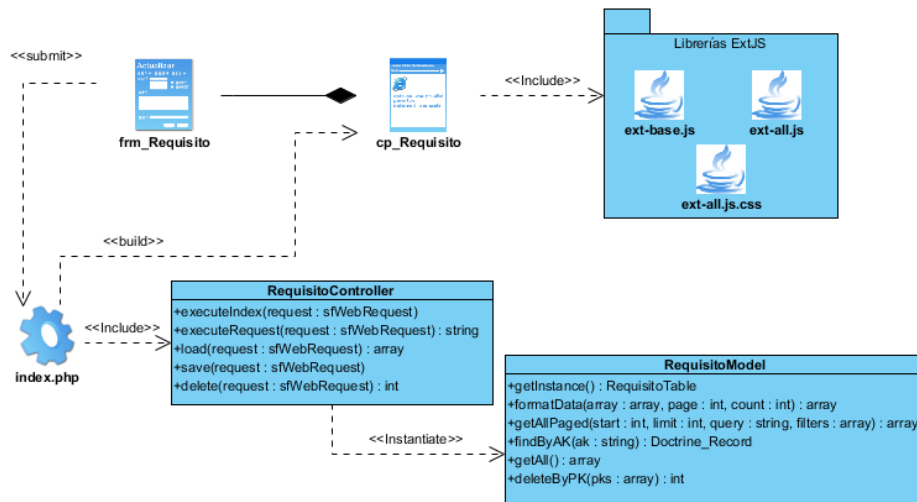 <<submit>>
Actualizar
frm_Requisito
cp_Requisito
<<Include>>
Librerías ExtJS
ext-base.js
ext-all.js
ext-all.js.css
<<build>>
index.php
<<Include>>
RequisitoController
+executeIndex(request : sfWebRequest)
+executeRequest(request : sfWebRequest) : string
+load(request : sfWebRequest) : array
+save(request : sfWebRequest)
+delete(request : sfWebRequest) : int
<<Instantiate>>
RequisitoModel
+getInstance() : RequisitoTable
+formatData(array : array, page : int, count : int) : array
+getAllPaged(start : int, limit : int, query : string, filters : array) : array
+findByAK(ak : string) : Doctrine_Record
+getAll() : array
+deleteByPK(pks : array) : int